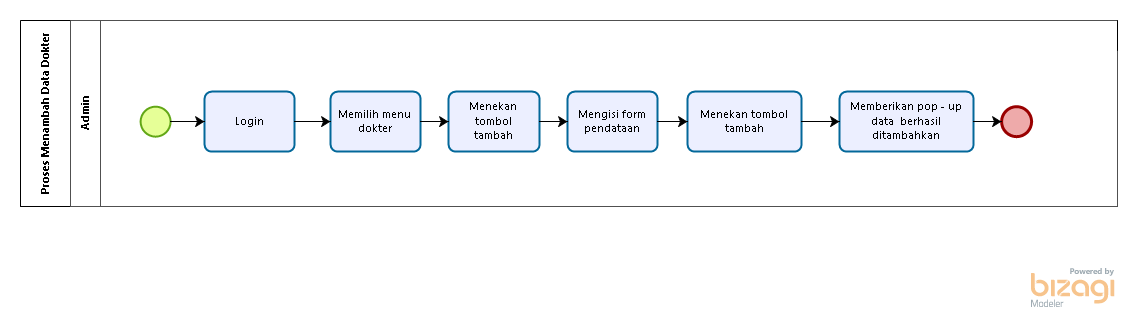 Proses Menambah Data Dokter
Admin
Login
Memilih menu
dokter
Menekan
tombol
tambah
Mengisi form
pendataan
Menekan tombol
tambah
Memberikan pop - up
data berhasil
ditambahkan
Powered by
bizagi
Modeler